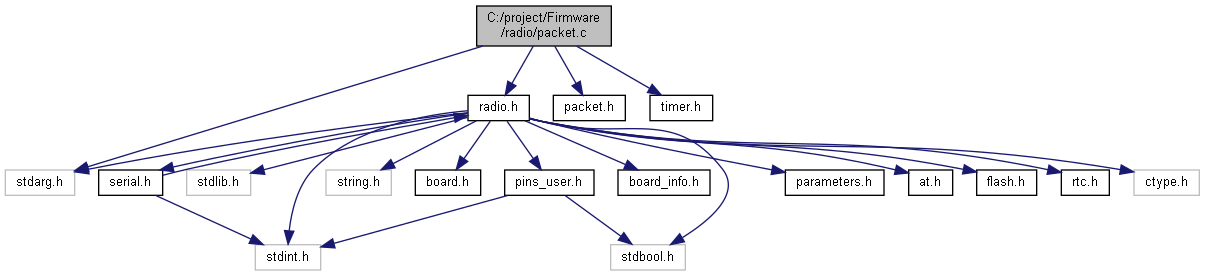 C:/project/Firmware
/radio/packet.c
radio.h
packet.h
timer.h
stdarg.h
serial.h
stdlib.h
string.h
board.h
pins_user.h
board_info.h
parameters.h
at.h
flash.h
rtc.h
ctype.h
stdint.h
stdbool.h